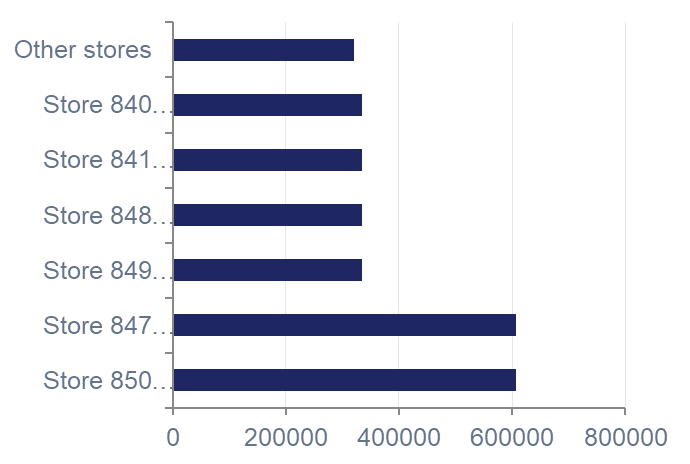 Other stores
Store 840...
Store 841...
Store 848...
Store 849...
Store 847...
Store 850...
0 200000 400000 600000 800000